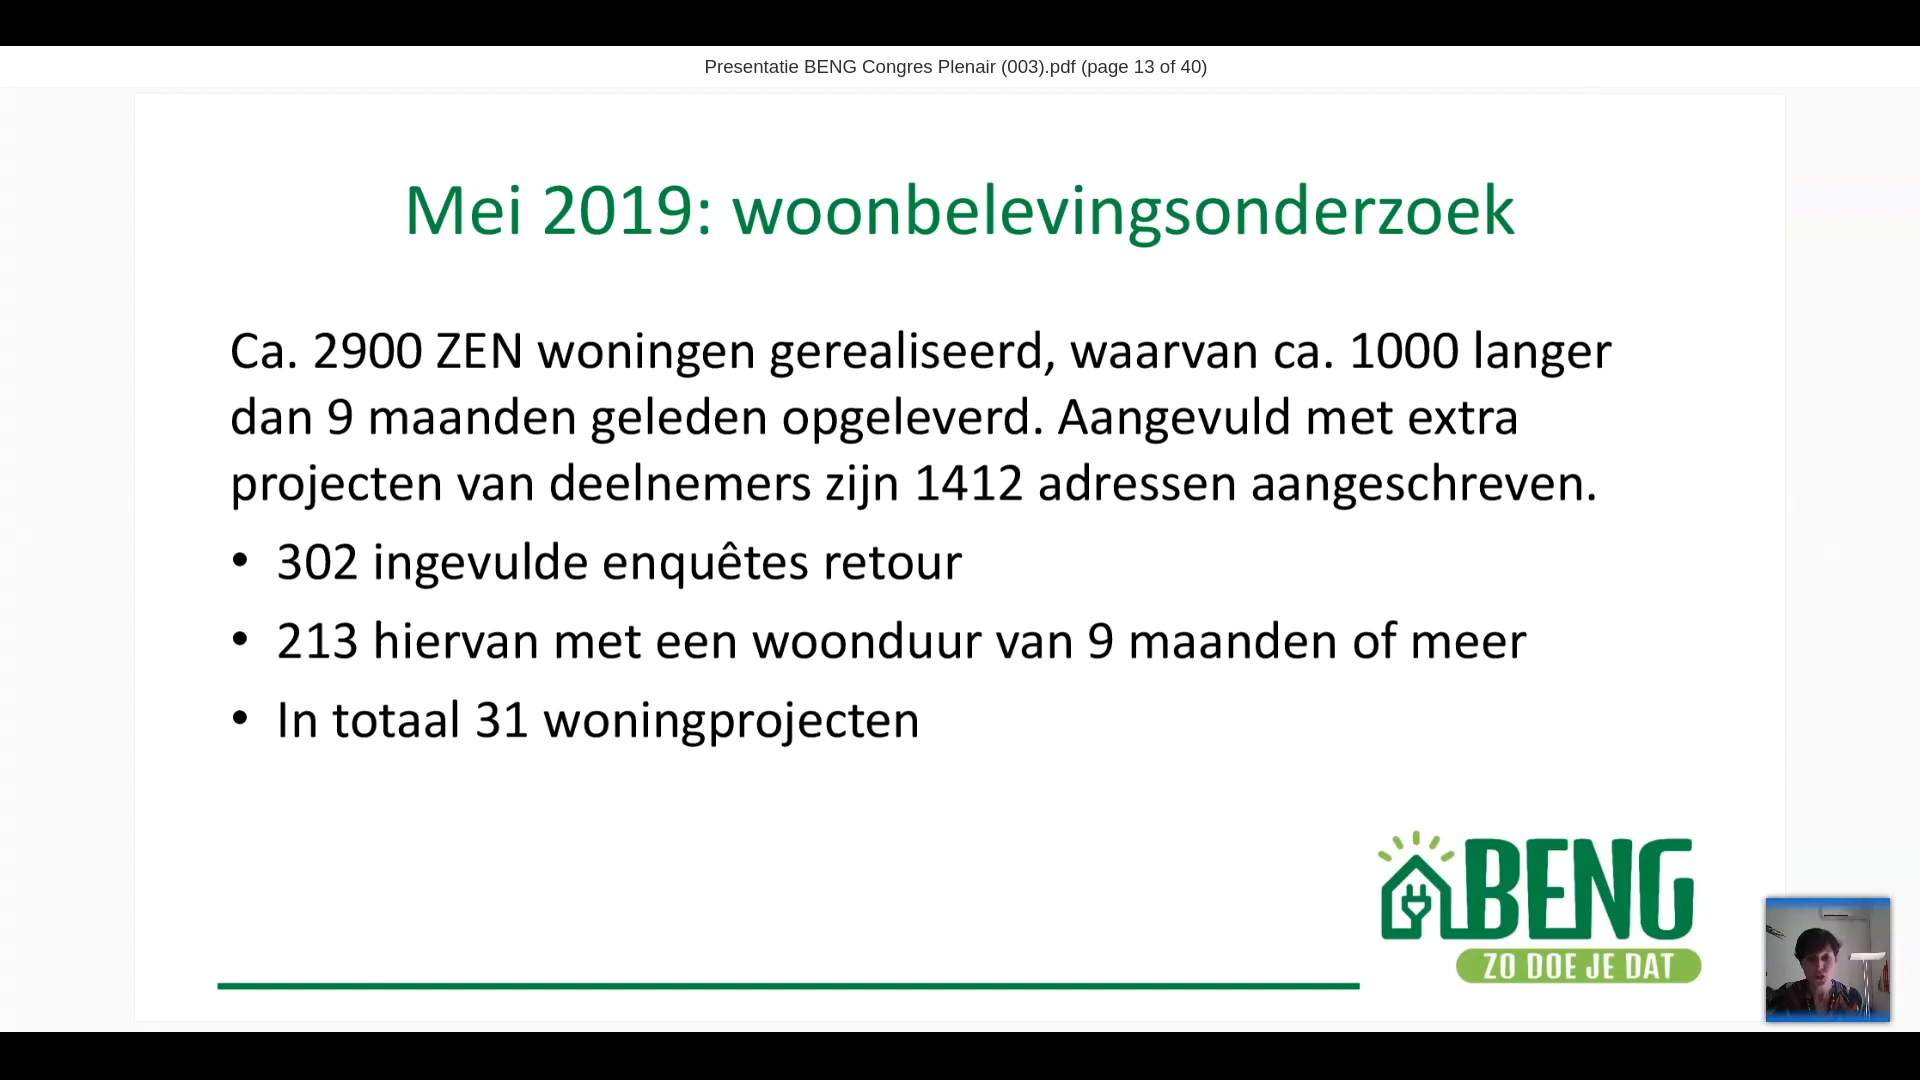 Presentatie BENG Congres Plenair (003).pdf (page 13 of 40)
Mei 2019: woonbelevingsonderzoek
Ca. 2900 ZEN woningen gerealiseerd, waarvan ca. 1000 langer
dan 9 maanden geleden opgeleverd. Aangevuld met extra
projecten van deelnemers zijn 1412 adressen aangeschreven.
• 302 ingevulde enquêtes retour
• 213 hiervan met een woonduur van 9 maanden of meer
• In totaal 31 woningprojecten
BENG
ZO DOE JE DAT